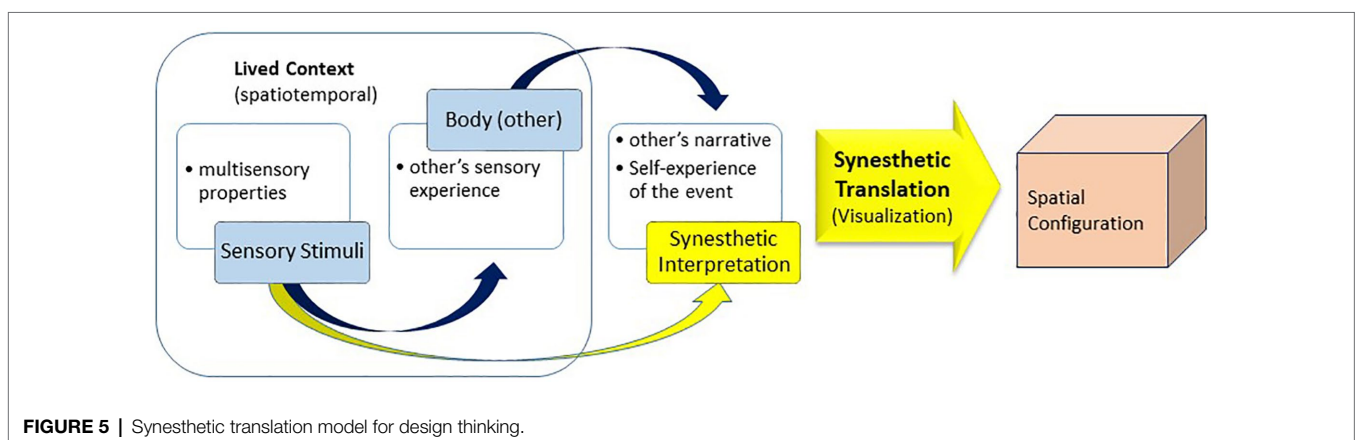 Lived Context
(spatiotemporal)
• multisensory
properties
Sensory Stimuli
Body (other)
• other's sensory
experience
• other's narrative
• Self-experience
of the event
Synesthetic
Interpretation
Synesthetic
Translation
(Visualization)
Spatial
Configuration
FIGURE 5 | Synesthetic translation model for design thinking.